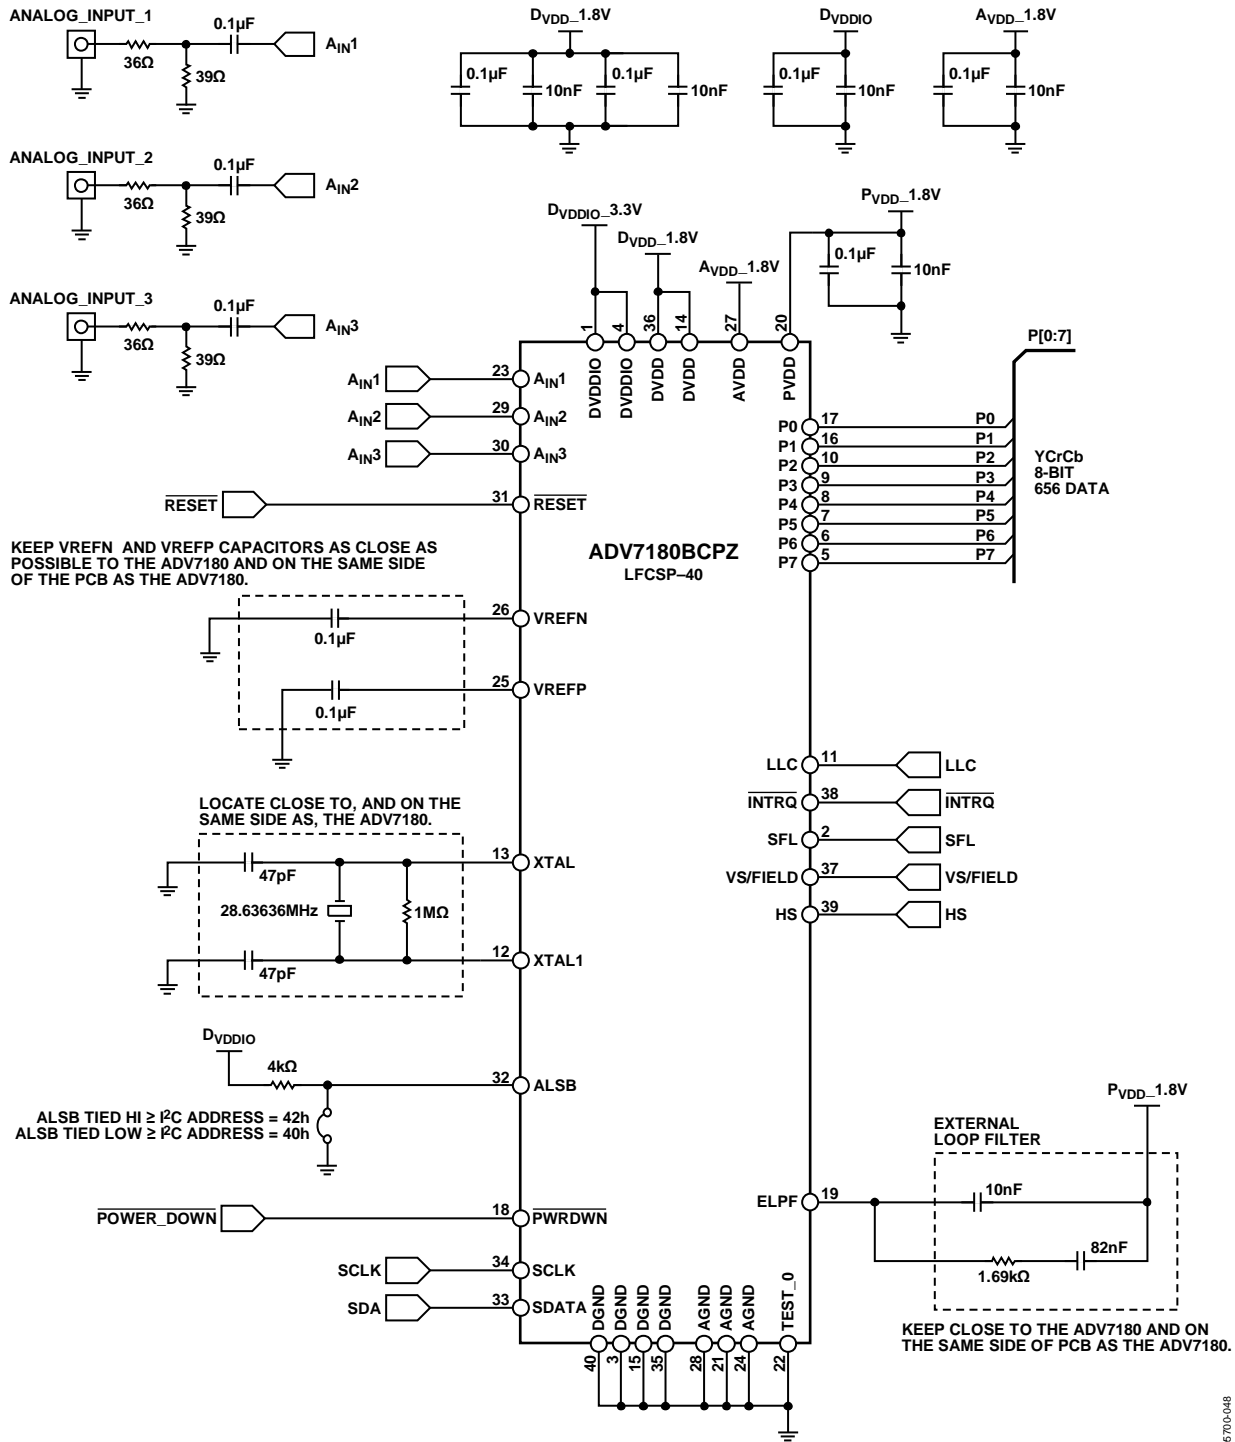 ANALOG_INPUT_1
0.1µF
36Ω
39Ω
AIN1
DVDD_1.8V
0.1µF
10nF
0.1µF
10nF
DVDDIO
0.1µF
10nF
AVDD_1.8V
0.1µF
10nF
ANALOG_INPUT_2
0.1µF
36Ω
39Ω
AIN2
ANALOG_INPUT_3
0.1µF
36Ω
39Ω
AIN3
DVDDIO_3.3V
DVDD_1.8V
AVDD_1.8V
PVDD_1.8V
0.1µF
10nF
1
4
36
14
27
20
DVDDIO
DVDDIO
DVDD
DVDD
AVDD
PVDD
P[0:7]
AIN1
23
AIN1
AIN2
29
AIN2
AIN3
30
AIN3
RESET
31
RESET
P0 17 P0
P1 16 P1
P2 10 P2
P3 9 P3
P4 8 P4
P5 7 P5
P6 6 P6
P7 5 P7
YCrCb
8-BIT
656 DATA
ADV7180BCPZ
LFCSP–40
KEEP VREFN AND VREFP CAPACITORS AS CLOSE AS
POSSIBLE TO THE ADV7180 AND ON THE SAME SIDE
OF THE PCB AS THE ADV7180.
26
VREFN
0.1µF
25
VREFP
0.1µF
LLC 11 LLC
INTRQ 38 INTRQ
SFL 2 SFL
VS/FIELD 37 VS/FIELD
HS 39 HS
LOCATE CLOSE TO, AND ON THE
SAME SIDE AS, THE ADV7180.
13
XTAL
47pF
28.63636MHz
1MΩ
12
XTAL1
47pF
DVDDIO
4kΩ
32
ALSB
ALSB TIED HI ≥ I2C ADDRESS = 42h
ALSB TIED LOW ≥ I2C ADDRESS = 40h
PVDD_1.8V
EXTERNAL
LOOP FILTER
ELPF 19
10nF
82nF
1.69kΩ
KEEP CLOSE TO THE ADV7180 AND ON
THE SAME SIDE OF PCB AS THE ADV7180.
POWER_DOWN
18
PWRDWN
SCLK
34
SCLK
SDA
33
SDATA
DGND
DGND
DGND
DGND
AGND
AGND
AGND
TEST_0
40
3
15
35
28
21
24
22
5700-048